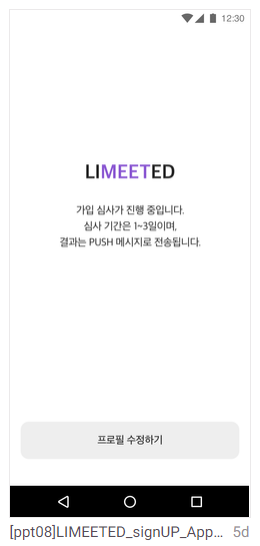 12:30
LIMEETED
가입 심사가 진행 중입니다.
심사 기간은 1~3일이며,
결과는 PUSH 메시지로 전송됩니다.
프로필 수정하기
[ppt08]LIMEETED_signUP_App... 5d